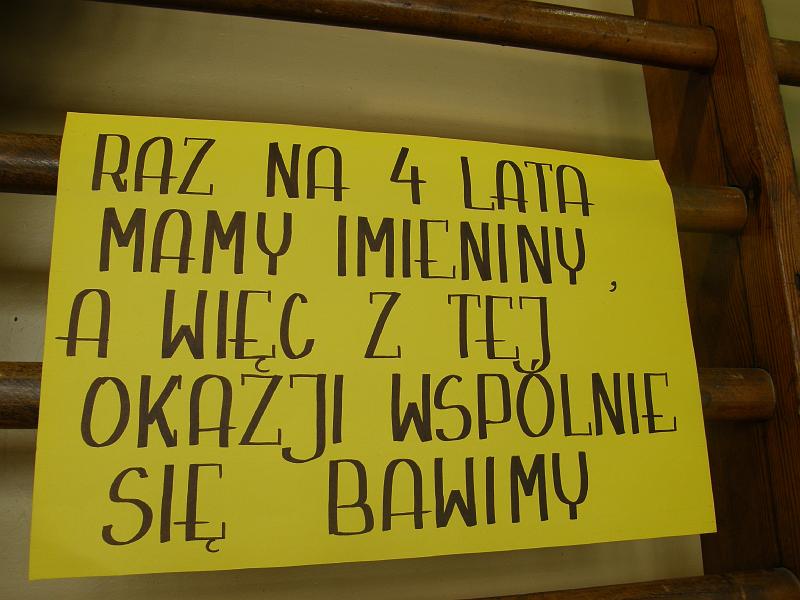 RAZ NA 4 LATA
MAMY IMIENINY,
A WIĘC Z TEJ
OKAZJI WSPÓLNIE
SIĘ BAWIMY